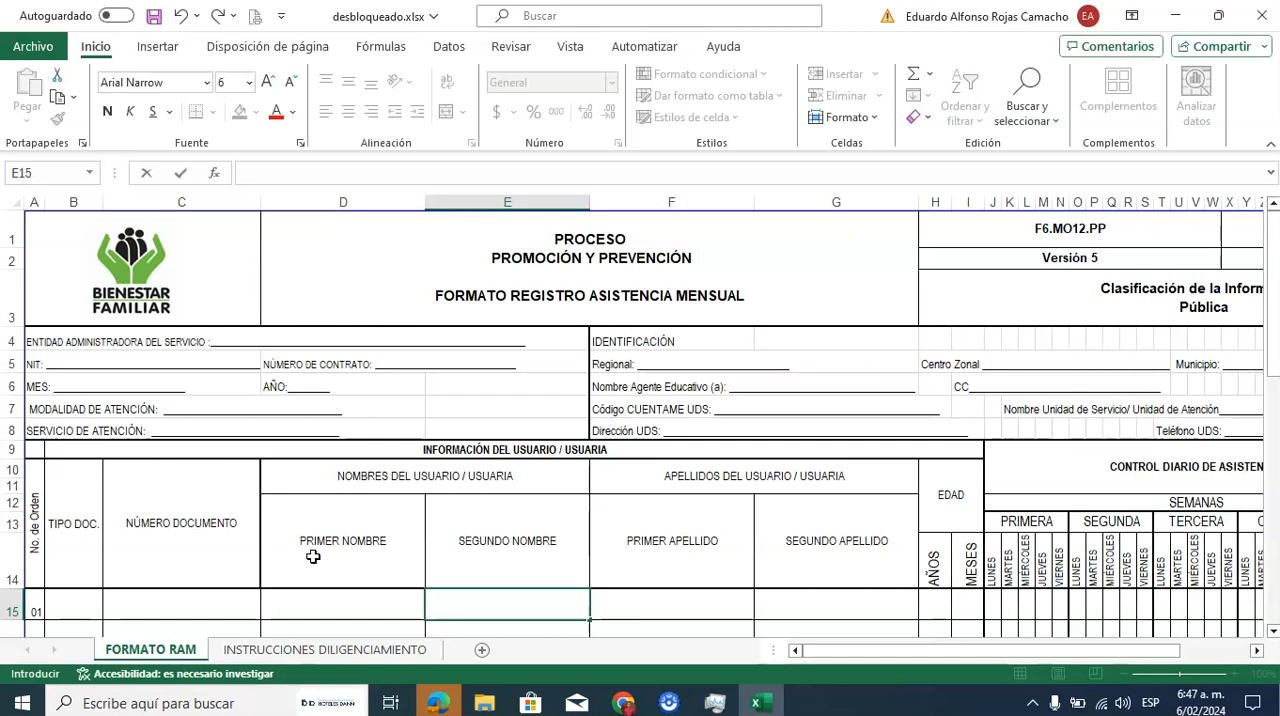 Autoguardado
desbloqueado.xlsx
Buscar
Eduardo Alfonso Rojas Camacho
EA
Archivo
Inicio
Insertar
Disposición de página
Fórmulas
Datos
Revisar
Vista
Automatizar
Ayuda
Comentarios
Compartir
Pegar
Arial Narrow
6
General
Formato condicional
Dar formato como tabla
Estilos de celda
Insertar
Eliminar
Formato
Ordenar y filtrar
Buscar y seleccionar
Complementos
Analizar datos
N K S
Portapapeles
Fuente
Alineación
Número
Estilos
Celdas
Edición
Complementos
E15
A B C D E F G H I J K L M N O P Q R S T U V W X Y Z
1
2
3
BIENESTAR
FAMILIAR
PROCESO
PROMOCIÓN Y PREVENCIÓN
FORMATO REGISTRO ASISTENCIA MENSUAL
F6.MO12.PP
Versión 5
Clasificación de la Inform
Pública
4 ENTIDAD ADMINISTRADORA DEL SERVICIO : IDENTIFICACIÓN
5 NIT: NÚMERO DE CONTRATO: Regional: Centro Zonal Municipio:
6 MES: AÑO: Nombre Agente Educativo (a): CC
7 MODALIDAD DE ATENCIÓN: Código CUENTAME UDS: Nombre Unidad de Servicio/ Unidad de Atención
8 SERVICIO DE ATENCIÓN: Dirección UDS: Teléfono UDS:
9 INFORMACIÓN DEL USUARIO / USUARIA
10
11
12
13
14
No. de Orden
TIPO DOC.
NÚMERO DOCUMENTO
NOMBRES DEL USUARIO / USUARIA
APELLIDOS DEL USUARIO / USUARIA
EDAD
CONTROL DIARIO DE ASISTEN
SEMANAS
PRIMERA SEGUNDA TERCERA C
PRIMER NOMBRE
SEGUNDO NOMBRE
PRIMER APELLIDO
SEGUNDO APELLIDO
AÑOS
MESES
LUNES MARTES MIÉRCOLES JUEVES VIERNES LUNES MARTES MIÉRCOLES JUEVES VIERNES LUNES MARTES MIÉRCOLES JUEVES VIERNES LUNES
15 01
FORMATO RAM
INSTRUCCIONES DILIGENCIAMIENTO
Introducir
Accesibilidad: es necesario investigar
100%
Escribe aquí para buscar
HOTELES DANN
ESP
6:47 a. m.
6/02/2024